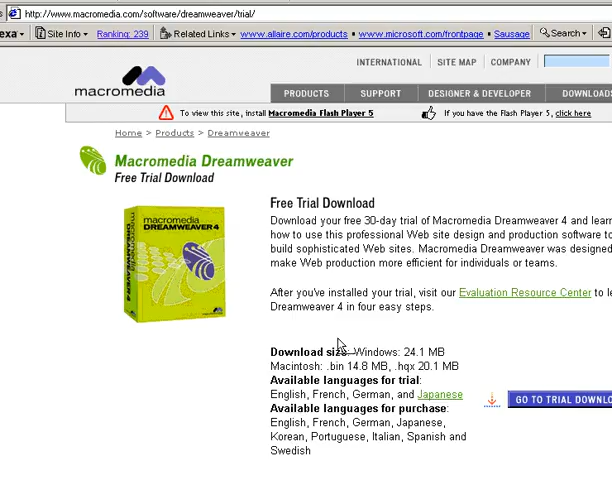 http://www.macromedia.com/software/dreamweaver/trial/
exa Site Info Ranking: 239 Related Links www.allaire.com/products www.microsoft.com/frontpage Sausage Search
INTERNATIONAL SITE MAP COMPANY
macromedia
PRODUCTS SUPPORT DESIGNER & DEVELOPER DOWNLOADS
To view this site, install Macromedia Flash Player 5 If you have the Flash Player 5, click here
Home > Products > Dreamweaver
Macromedia Dreamweaver
Free Trial Download
macromedia
DREAMWEAVER 4
DREAMWEAVER 4
Free Trial Download
Download your free 30-day trial of Macromedia Dreamweaver 4 and learn
how to use this professional Web site design and production software to
build sophisticated Web sites. Macromedia Dreamweaver was designed
make Web production more efficient for individuals or teams.
After you've installed your trial, visit our Evaluation Resource Center to le
Dreamweaver 4 in four easy steps.
Download size: Windows: 24.1 MB
Macintosh: .bin 14.8 MB, .hqx 20.1 MB
Available languages for trial:
English, French, German, and Japanese
Available languages for purchase:
English, French, German, Japanese,
Korean, Portuguese, Italian, Spanish and
Swedish
GO TO TRIAL DOWNLO